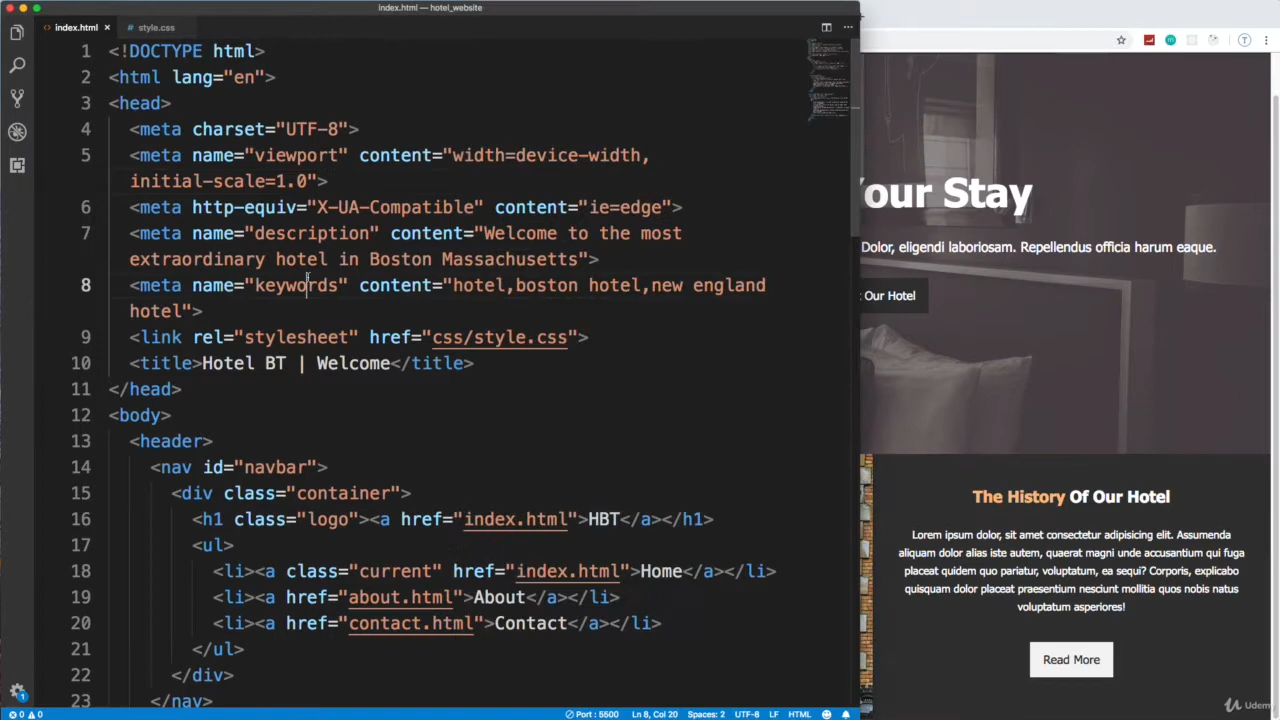 index.html — hotel_website
index.html ×
# style.css
1 <!DOCTYPE html>
2 <html lang="en">
3 <head>
4 <meta charset="UTF-8">
5 <meta name="viewport" content="width=device-width,
initial-scale=1.0">
6 <meta http-equiv="X-UA-Compatible" content="ie=edge">
7 <meta name="description" content="Welcome to the most
extraordinary hotel in Boston Massachusetts">
8 <meta name="keywords" content="hotel,boston hotel,new england
hotel">
9 <link rel="stylesheet" href="css/style.css">
10 <title>Hotel BT | Welcome</title>
11 </head>
12 <body>
13 <header>
14 <nav id="navbar">
15 <div class="container">
16 <h1 class="logo"><a href="index.html">HBT</a></h1>
17 <ul>
18 <li><a class="current" href="index.html">Home</a></li>
19 <li><a href="about.html">About</a></li>
20 <li><a href="contact.html">Contact</a></li>
21 </ul>
22 </div>
23 </nav>
1
0 0 Port : 5500 Ln 8, Col 20 Spaces: 2 UTF-8 LF HTML
T
Your Stay
Dolor, eligendi laboriosam. Repellendus officia harum eaque.
t Our Hotel
The History Of Our Hotel
Lorem ipsum dolor, sit amet consectetur adipisicing elit. Assumenda
aliquam dolor alias iste autem, quaerat magni unde accusantium qui fuga
placeat quidem quo pariatur, voluptatum, ea sequi? Corporis, explicabo
quisquam dolor placeat praesentium nesciunt mollitia quos nobis natus
voluptatum asperiores!
Read More
Udemy